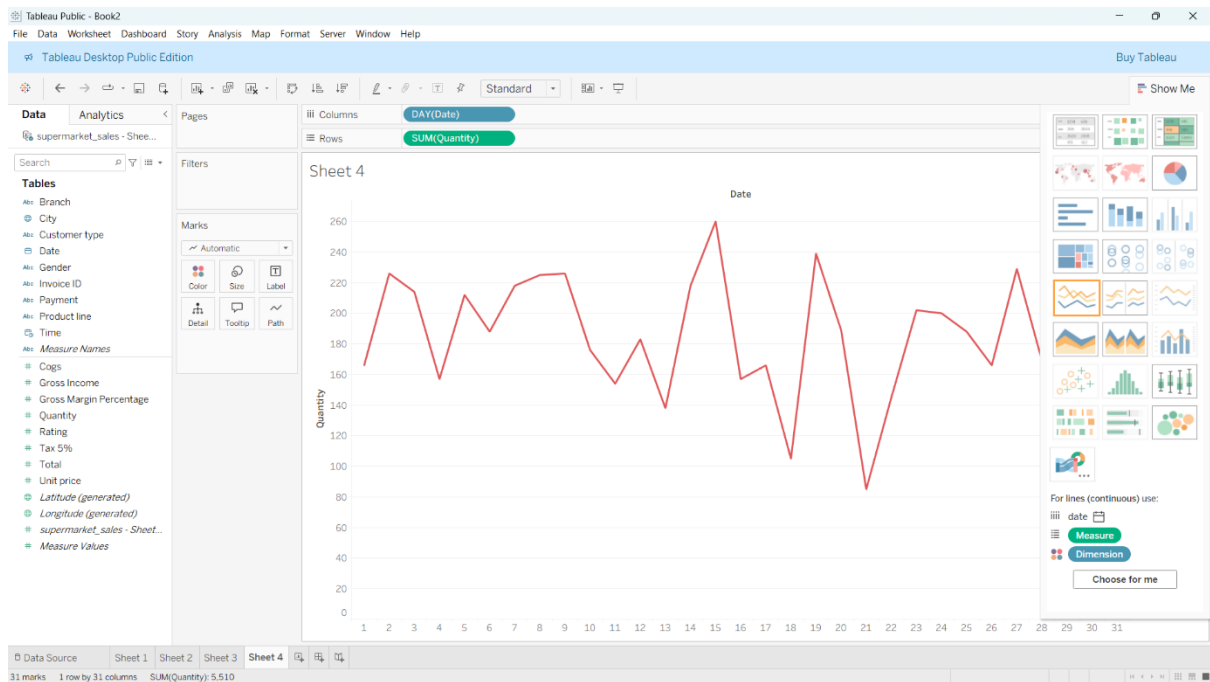 Tableau Public - Book2
File Data Worksheet Dashboard Story Analysis Map Format Server Window Help
Tableau Desktop Public Edition
Buy Tableau
Standard
Show Me
Data Analytics
supermarket_sales - Shee...
Search
Tables
Abc Branch
City
Abc Customer type
Date
Abc Gender
Abc Invoice ID
Abc Payment
Abc Product line
Time
Abc Measure Names
# Cogs
# Gross Income
# Gross Margin Percentage
# Quantity
# Rating
# Tax 5%
# Total
# Unit price
Latitude (generated)
Longitude (generated)
# supermarket_sales - Sheet...
# Measure Values
Pages
Filters
Marks
Automatic
Color Size Label
Detail Tooltip Path
Columns DAY(Date)
Rows SUM(Quantity)
Sheet 4
Date
Quantity
260
240
220
200
180
160
140
120
100
80
60
40
20
0
1 2 3 4 5 6 7 8 9 10 11 12 13 14 15 16 17 18 19 20 21 22 23 24 25 26 27 28 29 30 31
For lines (continuous) use:
date
Measure
Dimension
Choose for me
Data Source Sheet 1 Sheet 2 Sheet 3 Sheet 4
31 marks 1 row by 31 columns SUM(Quantity): 5,510